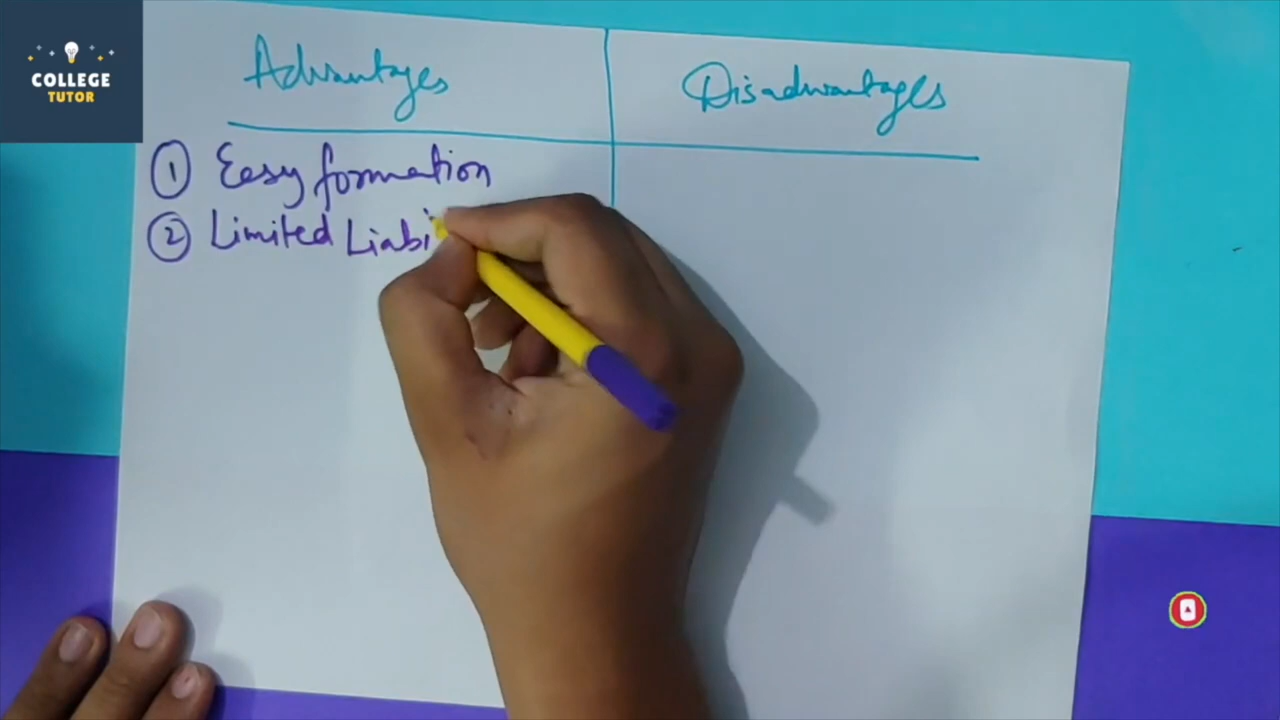 COLLEGE
TUTOR
Advantages
Disadvantages
① Easy formation
② Limited Liabi